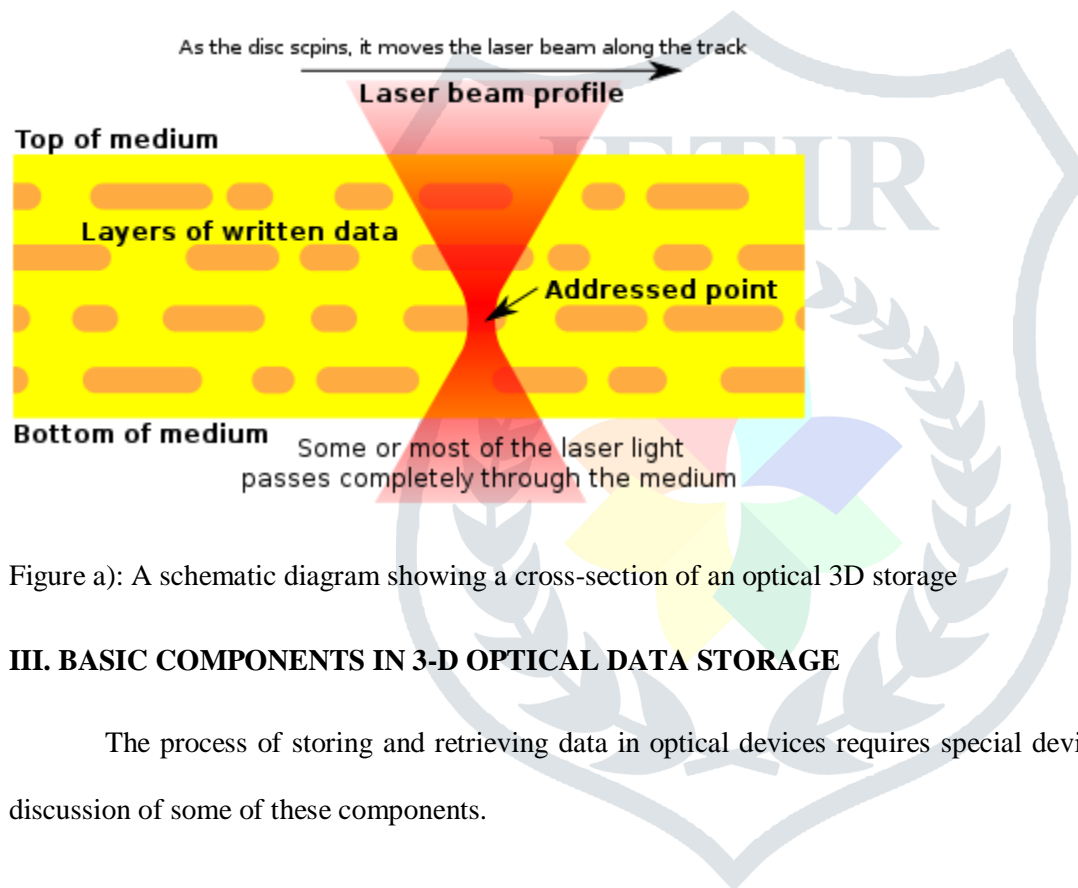 As the disc scpins, it moves the laser beam along the track
Laser beam profile
Top of medium
Layers of written data
Addressed point
Bottom of medium
Some or most of the laser light
passes completely through the medium
Figure a): A schematic diagram showing a cross-section of an optical 3D storage
III. BASIC COMPONENTS IN 3-D OPTICAL DATA STORAGE
The process of storing and retrieving data in optical devices requires special devi
discussion of some of these components.
JETIR